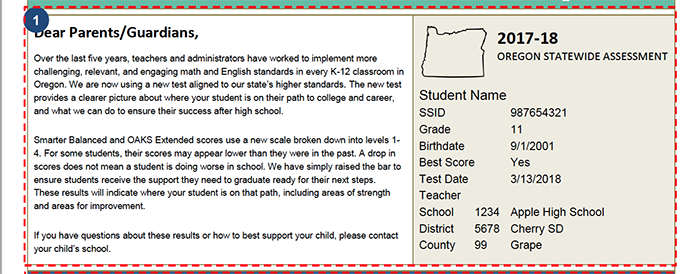 1
Dear Parents/Guardians,
Over the last five years, teachers and administrators have worked to implement more
challenging, relevant, and engaging math and English standards in every K-12 classroom in
Oregon. We are now using a new test aligned to our state's higher standards. The new test
provides a clearer picture about where your student is on their path to college and career,
and what we can do to ensure their success after high school.
Smarter Balanced and OAKS Extended scores use a new scale broken down into levels 1-
4. For some students, their scores may appear lower than they were in the past. A drop in
scores does not mean a student is doing worse in school. We have simply raised the bar to
ensure students receive the support they need to graduate ready for their next steps.
These results will indicate where your student is on that path, including areas of strength
and areas for improvement.
If you have questions about these results or how to best support your child, please contact
your child's school.
2017-18
OREGON STATEWIDE ASSESSMENT
Student Name
SSID 987654321
Grade 11
Birthdate 9/1/2001
Best Score Yes
Test Date 3/13/2018
Teacher
School 1234 Apple High School
District 5678 Cherry SD
County 99 Grape